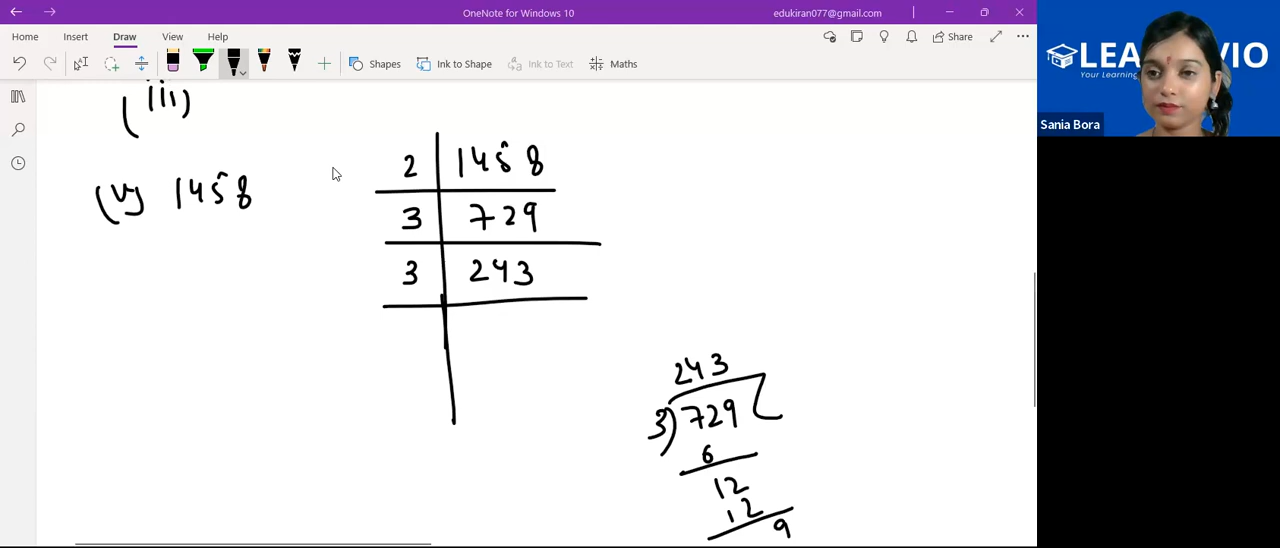 OneNote for Windows 10
edukiran077@gmail.com
Home Insert Draw View Help
Share
Shapes Ink to Shape Ink to Text Maths
(iii)
(v) 1458
2 1458
3 729
3 243
243
3)729
6
12
12
9
Your Learning
Sania Bora